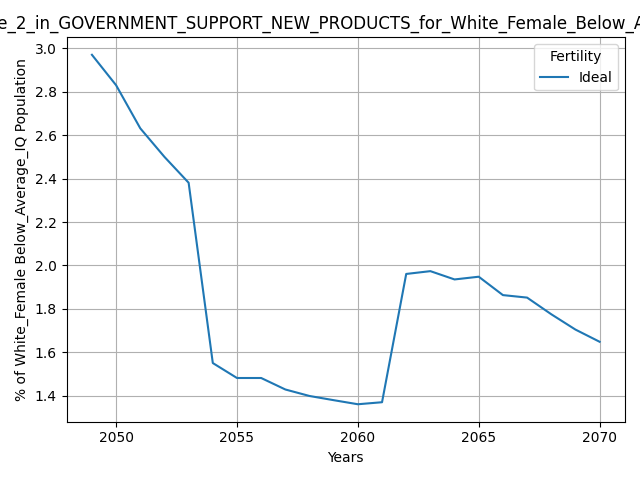 e_2_in_GOVERNMENT_SUPPORT_NEW_PRODUCTS_for_White_Female_Below_A
3.0
2.8
2.6
2.4
2.2
2.0
1.8
1.6
1.4
% of White_Female Below_Average_IQ Population
Fertility
Ideal
2050 2055 2060 2065 2070
Years